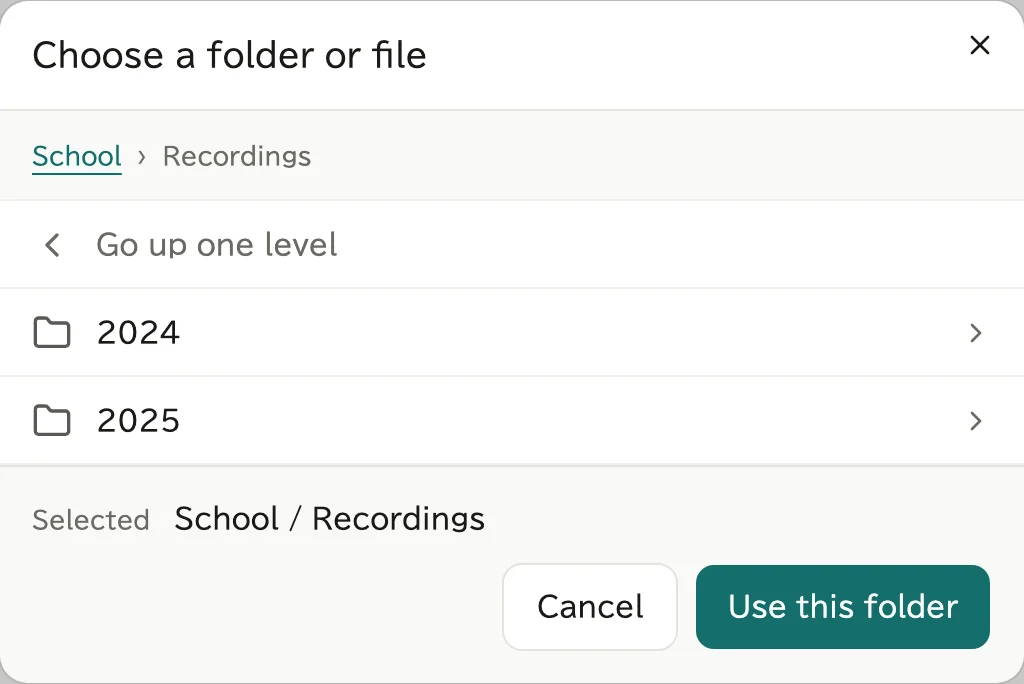 Choose a folder or file
School › Recordings
Go up one level
2024
2025
Selected School / Recordings
Cancel Use this folder